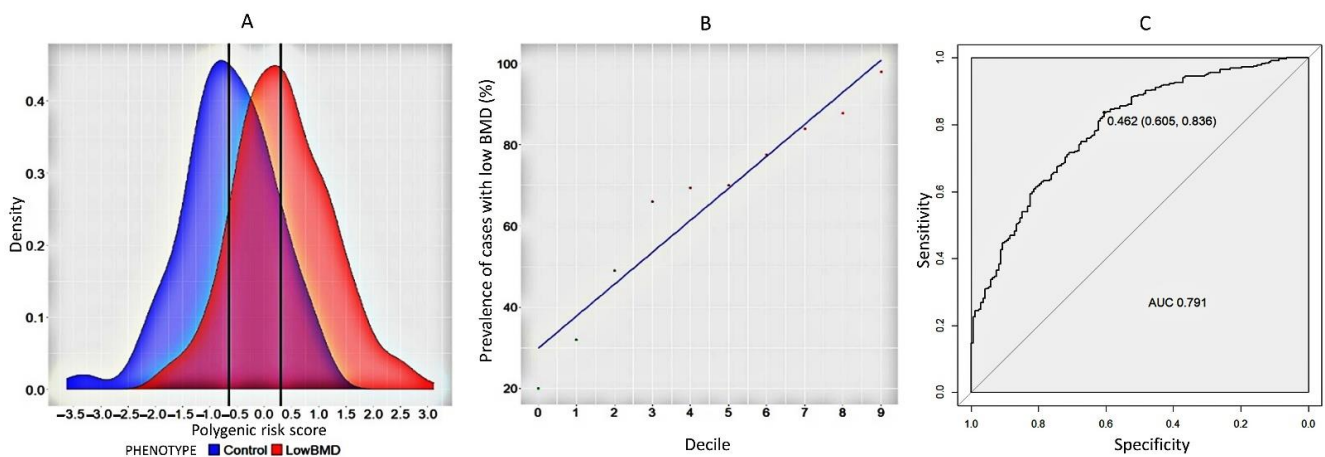 A
Density
0.4
0.3
0.2
0.1
0.0
−3.5−3.0−2.5−2.0−1.5−1.0−0.5 0.0 0.5 1.0 1.5 2.0 2.5 3.0
Polygenic risk score
PHENOTYPE Control LowBMD
B
Prevalence of cases with low BMD (%)
100
80
60
40
20
0 1 2 3 4 5 6 7 8 9
Decile
C
Sensitivity
1.0
0.8
0.6
0.4
0.2
0.0
0.462 (0.605, 0.836)
AUC 0.791
1.0 0.8 0.6 0.4 0.2 0.0
Specificity